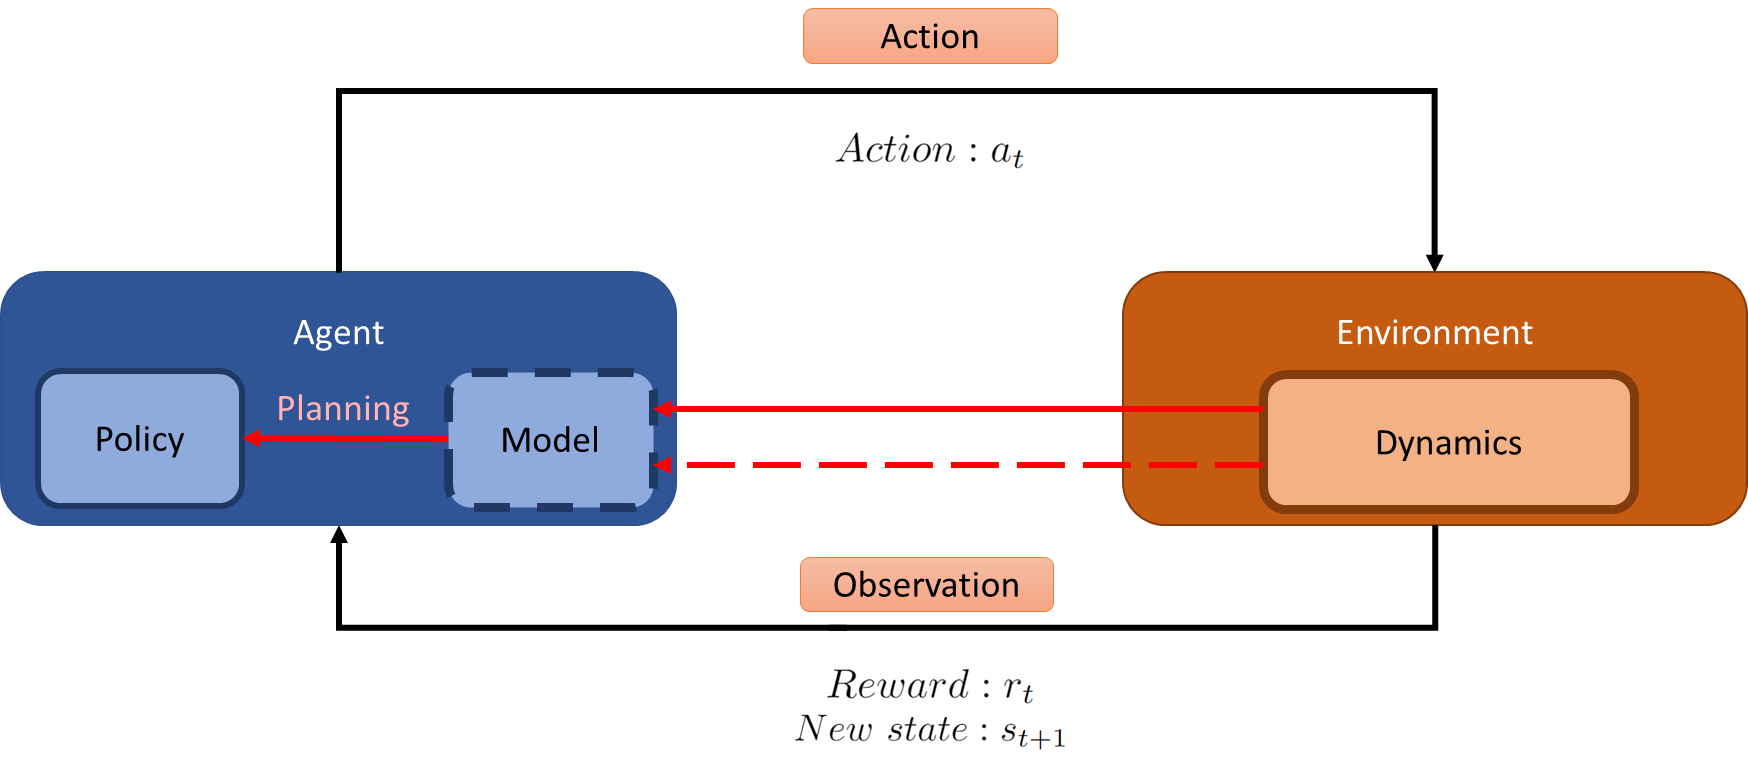 Action
Action : a_t
Agent
Environment
Planning
Policy
Model
Dynamics
Observation
Reward : r_t
New state : s_{t+1}